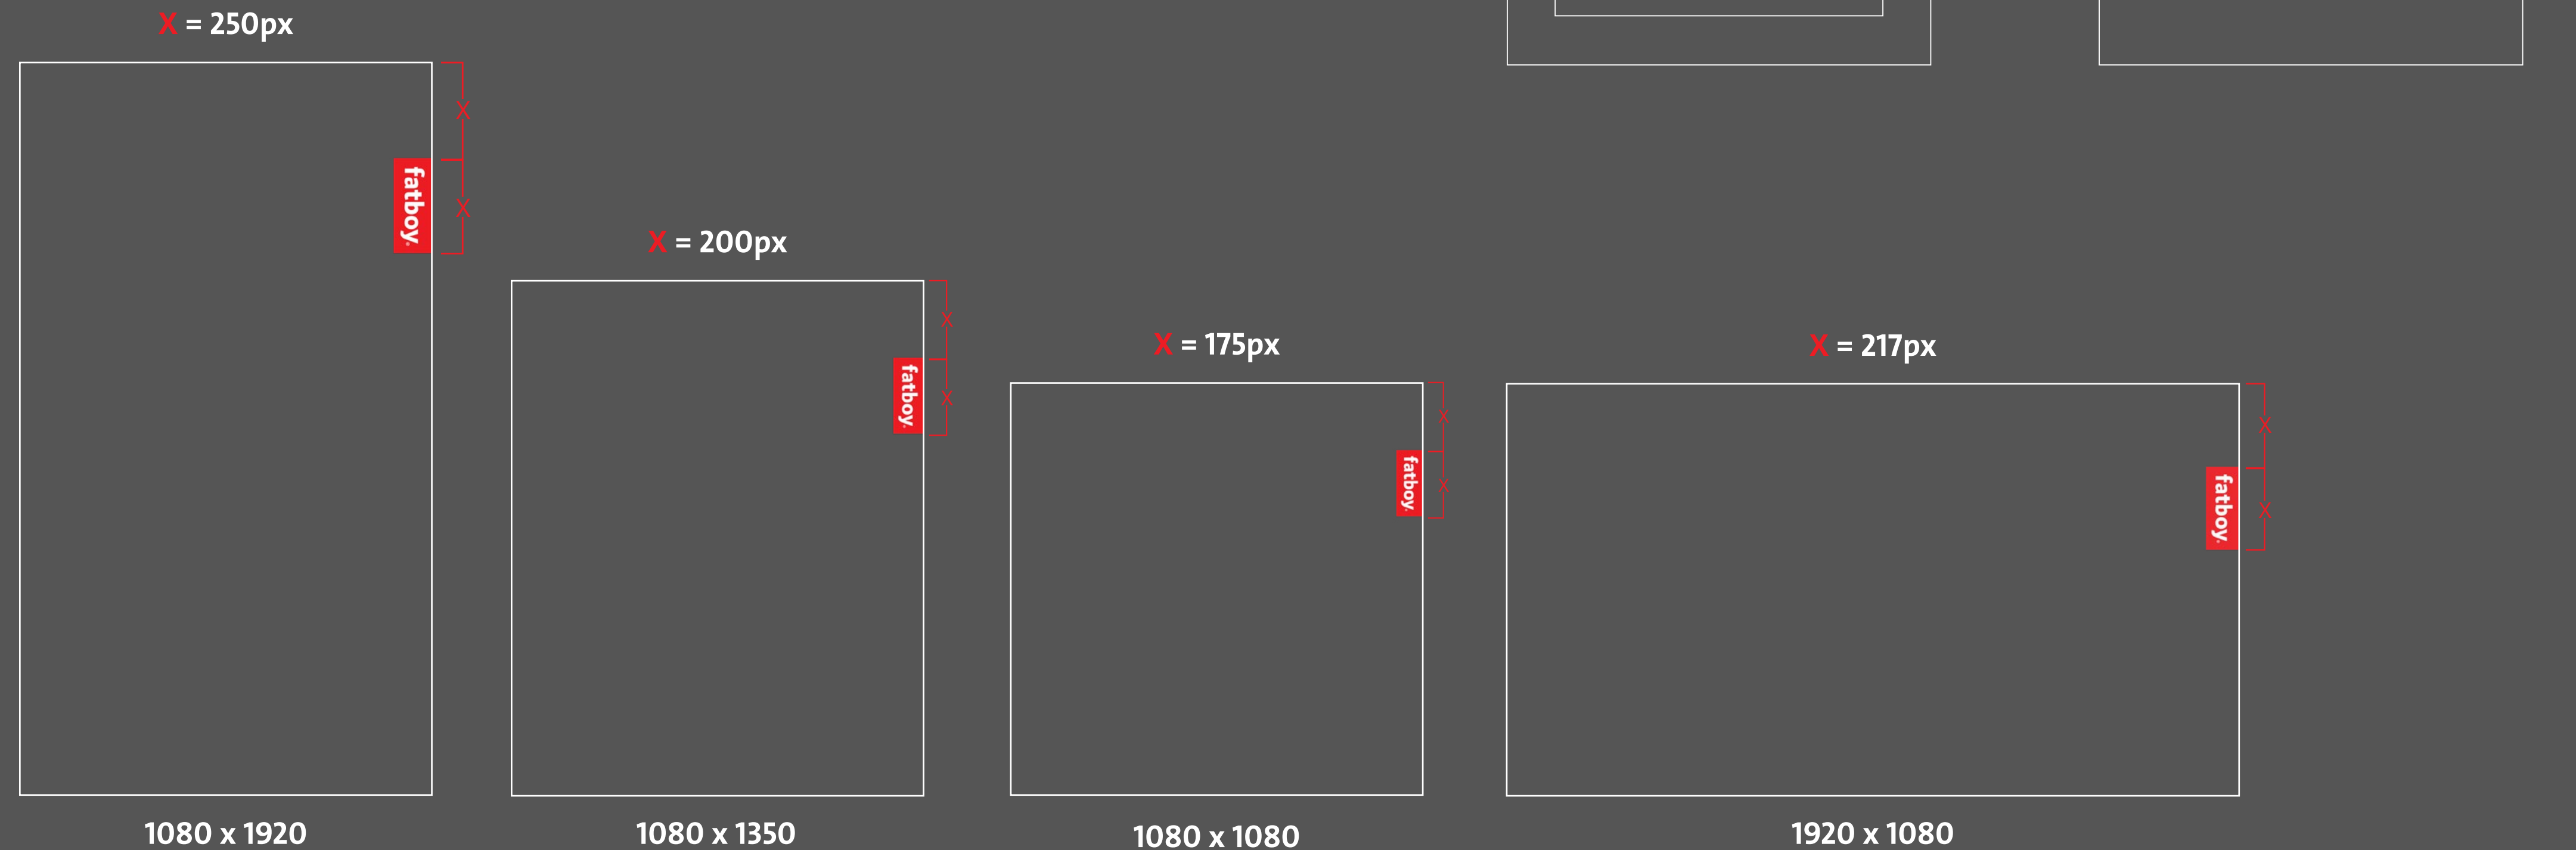 X = 250px
X
fatboy.
X
1080 x 1920
X = 200px
X
fatboy.
X
1080 x 1350
X = 175px
X
fatboy.
X
1080 x 1080
X = 217px
X
fatboy.
X
1920 x 1080